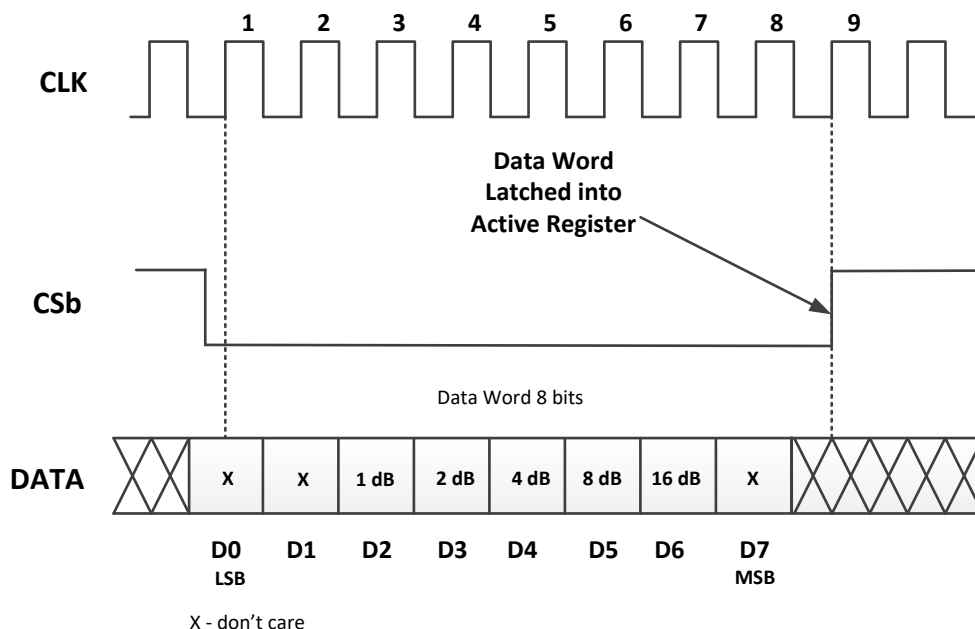 1 2 3 4 5 6 7 8 9
CLK
Data Word
Latched into
Active Register
CSb
Data Word 8 bits
DATA X X 1 dB 2 dB 4 dB 8 dB 16 dB X
D0 D1 D2 D3 D4 D5 D6 D7
LSB MSB
X - don't care